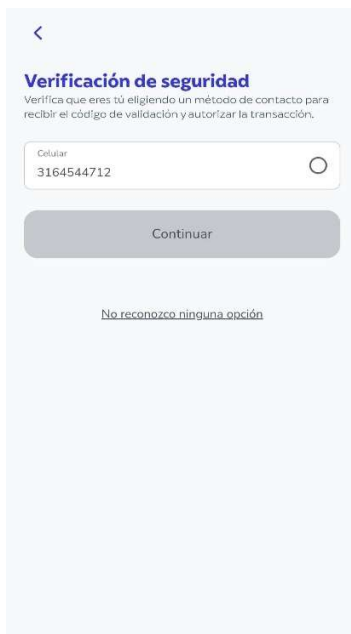 Verificación de seguridad
Verifica que eres tú eligiendo un método de contacto para
recibir el código de validación y autorizar la transacción.
Celular
3164544712
Continuar
No reconozco ninguna opción